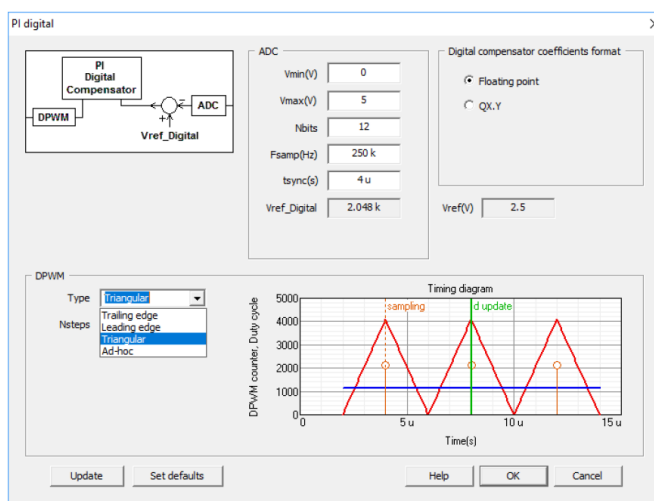 PI digital
PI
Digital
Compensator
DPWM
ADC
+
−
Vref_Digital
ADC
Vmin(V) 0
Vmax(V) 5
Nbits 12
Fsamp(Hz) 250 k
tsync(s) 4 u
Vref_Digital 2.048 k
Digital compensator coefficients format
Floating point
QX.Y
Vref(V) 2.5
DPWM
Type Triangular
Trailing edge
Leading edge
Triangular
Ad-hoc
Nsteps
Timing diagram
DPWM counter, Duty cycle
5000
4000
3000
2000
1000
0
sampling
d update
0 5 u 10 u 15 u
Time(s)
Update Set defaults Help OK Cancel